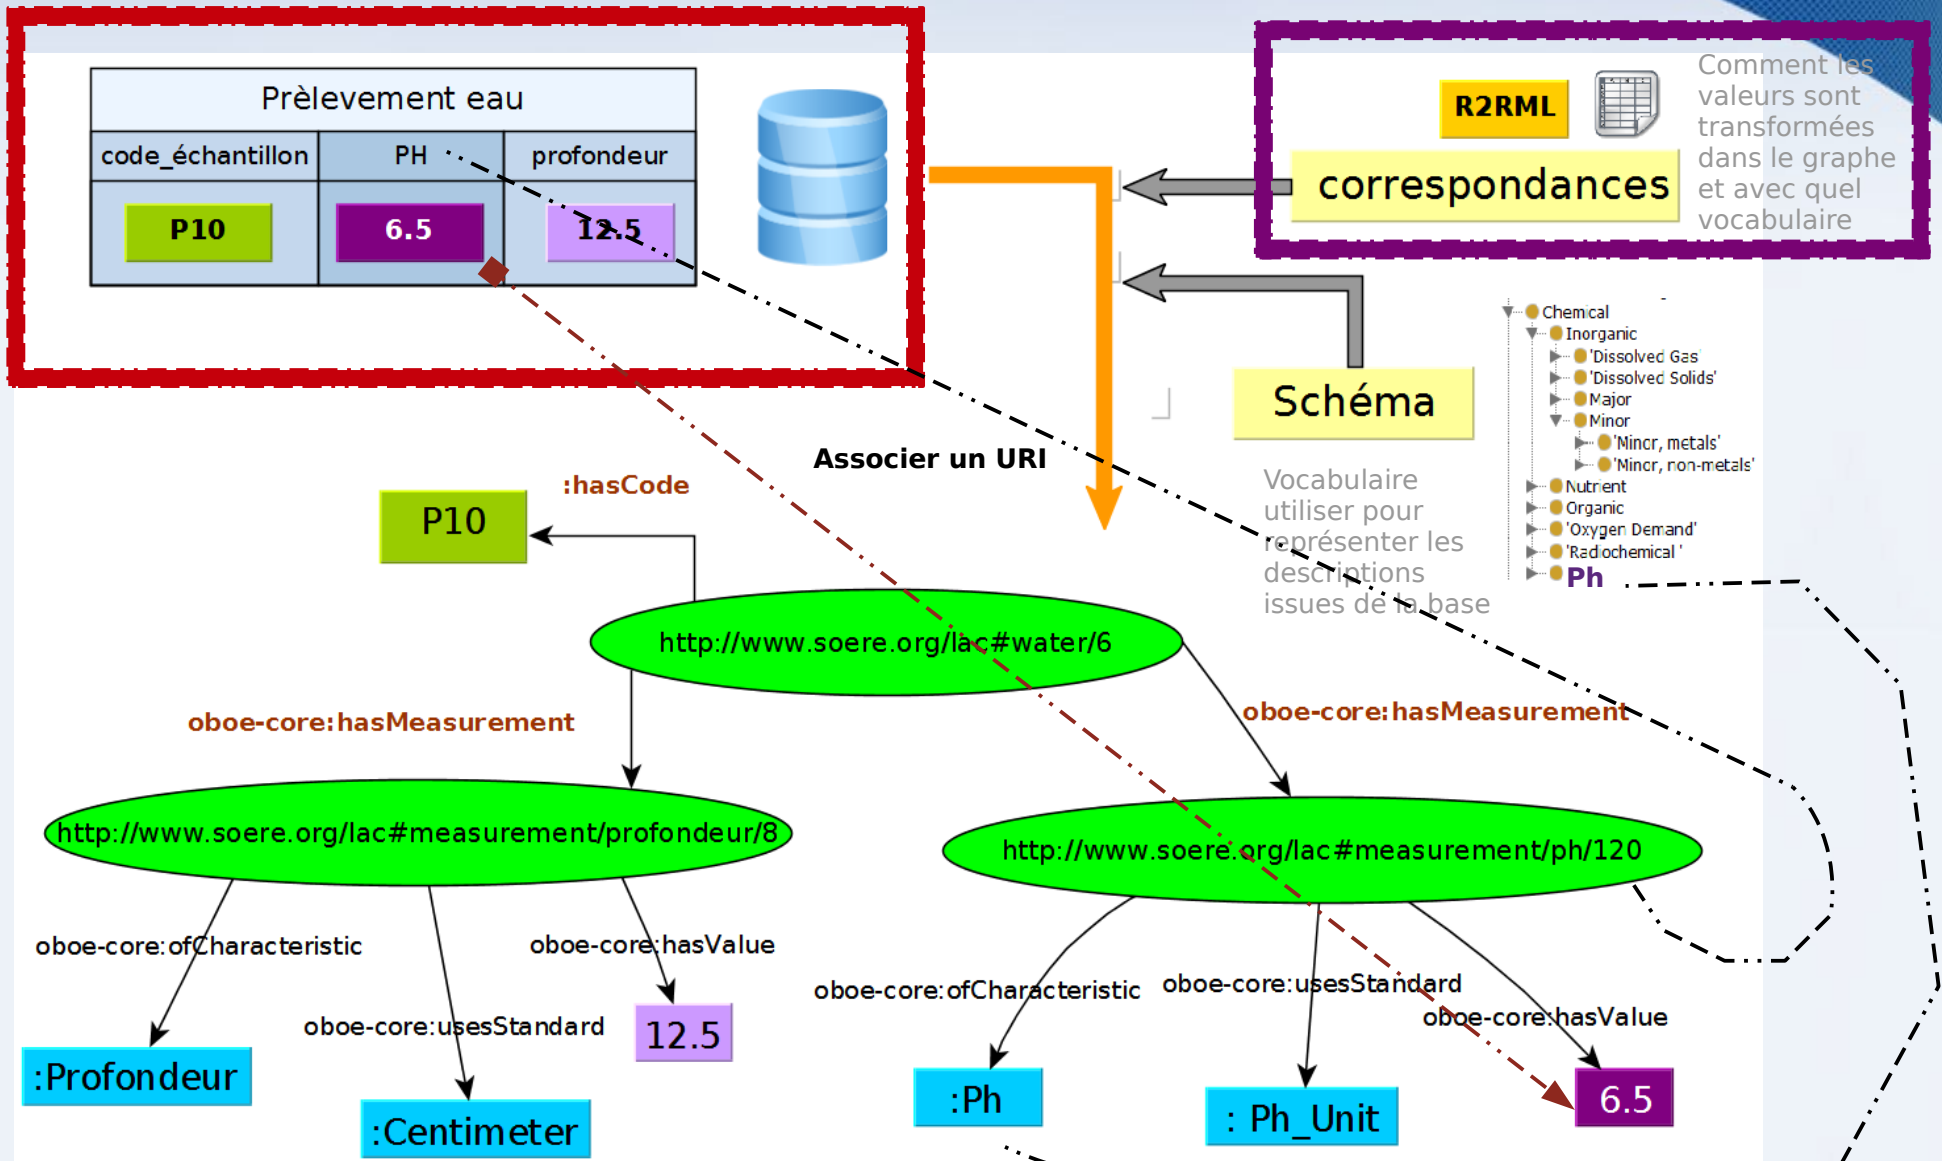 Prèlevement eau
code_échantillon PH profondeur
P10 6.5 12.5
R2RML
correspondances
Comment les
valeurs sont
transformées
dans le graphe
et avec quel
vocabulaire
Schéma
Vocabulaire
utiliser pour
représenter les
descriptions
issues de la base
Chemical
Inorganic
'Dissolved Gas'
'Dissolved Solids'
Major
Minor
'Minor, metals'
'Minor, non-metals'
Nutrient
Organic
'Oxygen Demand'
'Radiochemical '
Ph
Associer un URI
:hasCode
P10
http://www.soere.org/lac#water/6
oboe-core:hasMeasurement
oboe-core:hasMeasurement
http://www.soere.org/lac#measurement/profondeur/8
http://www.soere.org/lac#measurement/ph/120
oboe-core:ofCharacteristic
oboe-core:hasValue
oboe-core:usesStandard
12.5
:Profondeur
:Centimeter
oboe-core:ofCharacteristic
oboe-core:usesStandard
oboe-core:hasValue
:Ph
: Ph_Unit
6.5